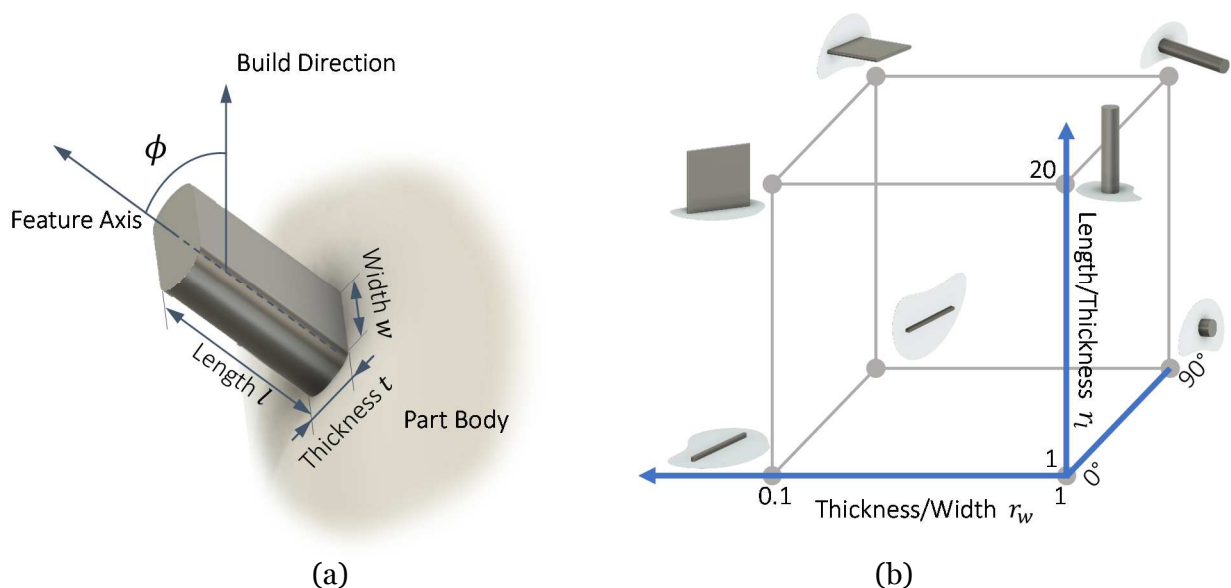 Build Direction
ϕ
Feature Axis
Width w
Length l
Thickness t
Part Body
(a)
20
Length/Thickness r_l
90°
1
0°
0.1
1
Thickness/Width r_w
(b)